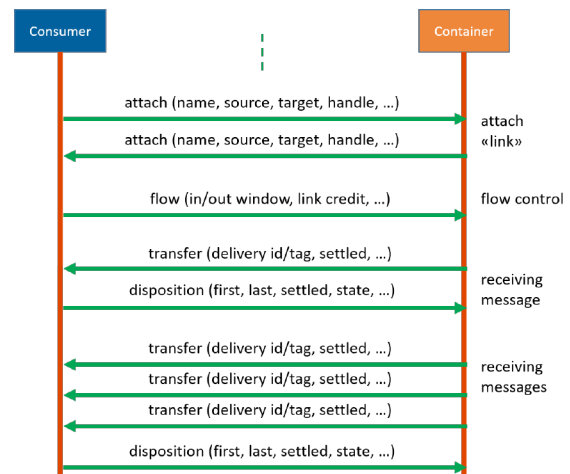 Consumer
Container
attach (name, source, target, handle, …)
attach (name, source, target, handle, …)
attach
«link»
flow (in/out window, link credit, …)
flow control
transfer (delivery id/tag, settled, …)
disposition (first, last, settled, state, …)
receiving
message
transfer (delivery id/tag, settled, …)
transfer (delivery id/tag, settled, …)
transfer (delivery id/tag, settled, …)
receiving
messages
disposition (first, last, settled, state, …)